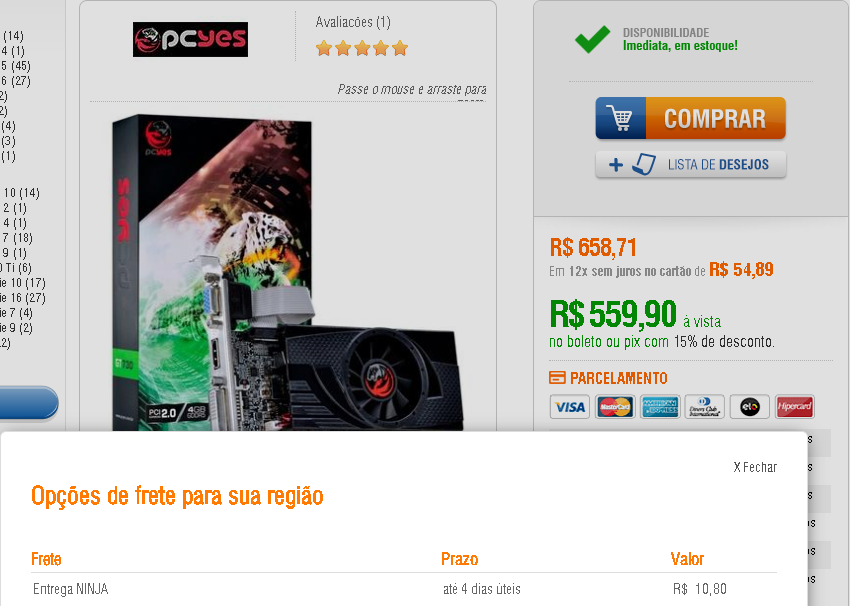 (14)
4 (1)
5 (45)
6 (27)
2)
2)
(4)
(3)
(1)
10 (14)
2 (1)
4 (1)
7 (18)
9 (1)
0 Ti (6)
ie 10 (17)
ie 16 (27)
ie 7 (4)
ie 9 (2)
2)
pcyes
Avaliacões (1)
Passe o mouse e arraste para
pcyes
pcyes
PCI 2.0 / 4GB
DISPONIBILIDADE
Imediata, em estoque!
COMPRAR
+ LISTA DE DESEJOS
R$ 658,71
Em 12x sem juros no cartão de R$ 54,89
R$ 559,90 à vista
no boleto ou pix com 15% de desconto.
PARCELAMENTO
VISA MasterCard AMERICAN EXPRESS Diners Club International elo Hipercard
s
s
s
os
os
os
X Fechar
Opções de frete para sua região
Frete Prazo Valor
Entrega NINJA até 4 dias úteis R$ 10,80